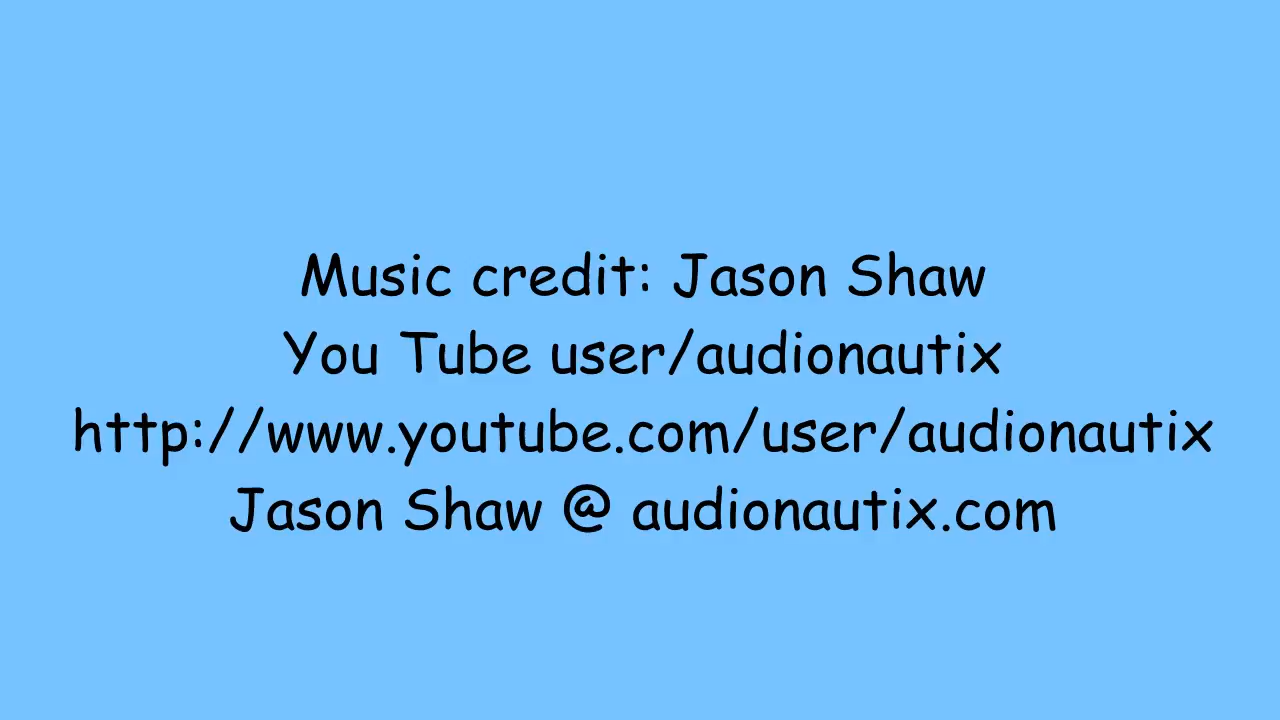 Music credit: Jason Shaw
You Tube user/audionautix
http://www.youtube.com/user/audionautix
Jason Shaw @ audionautix.com